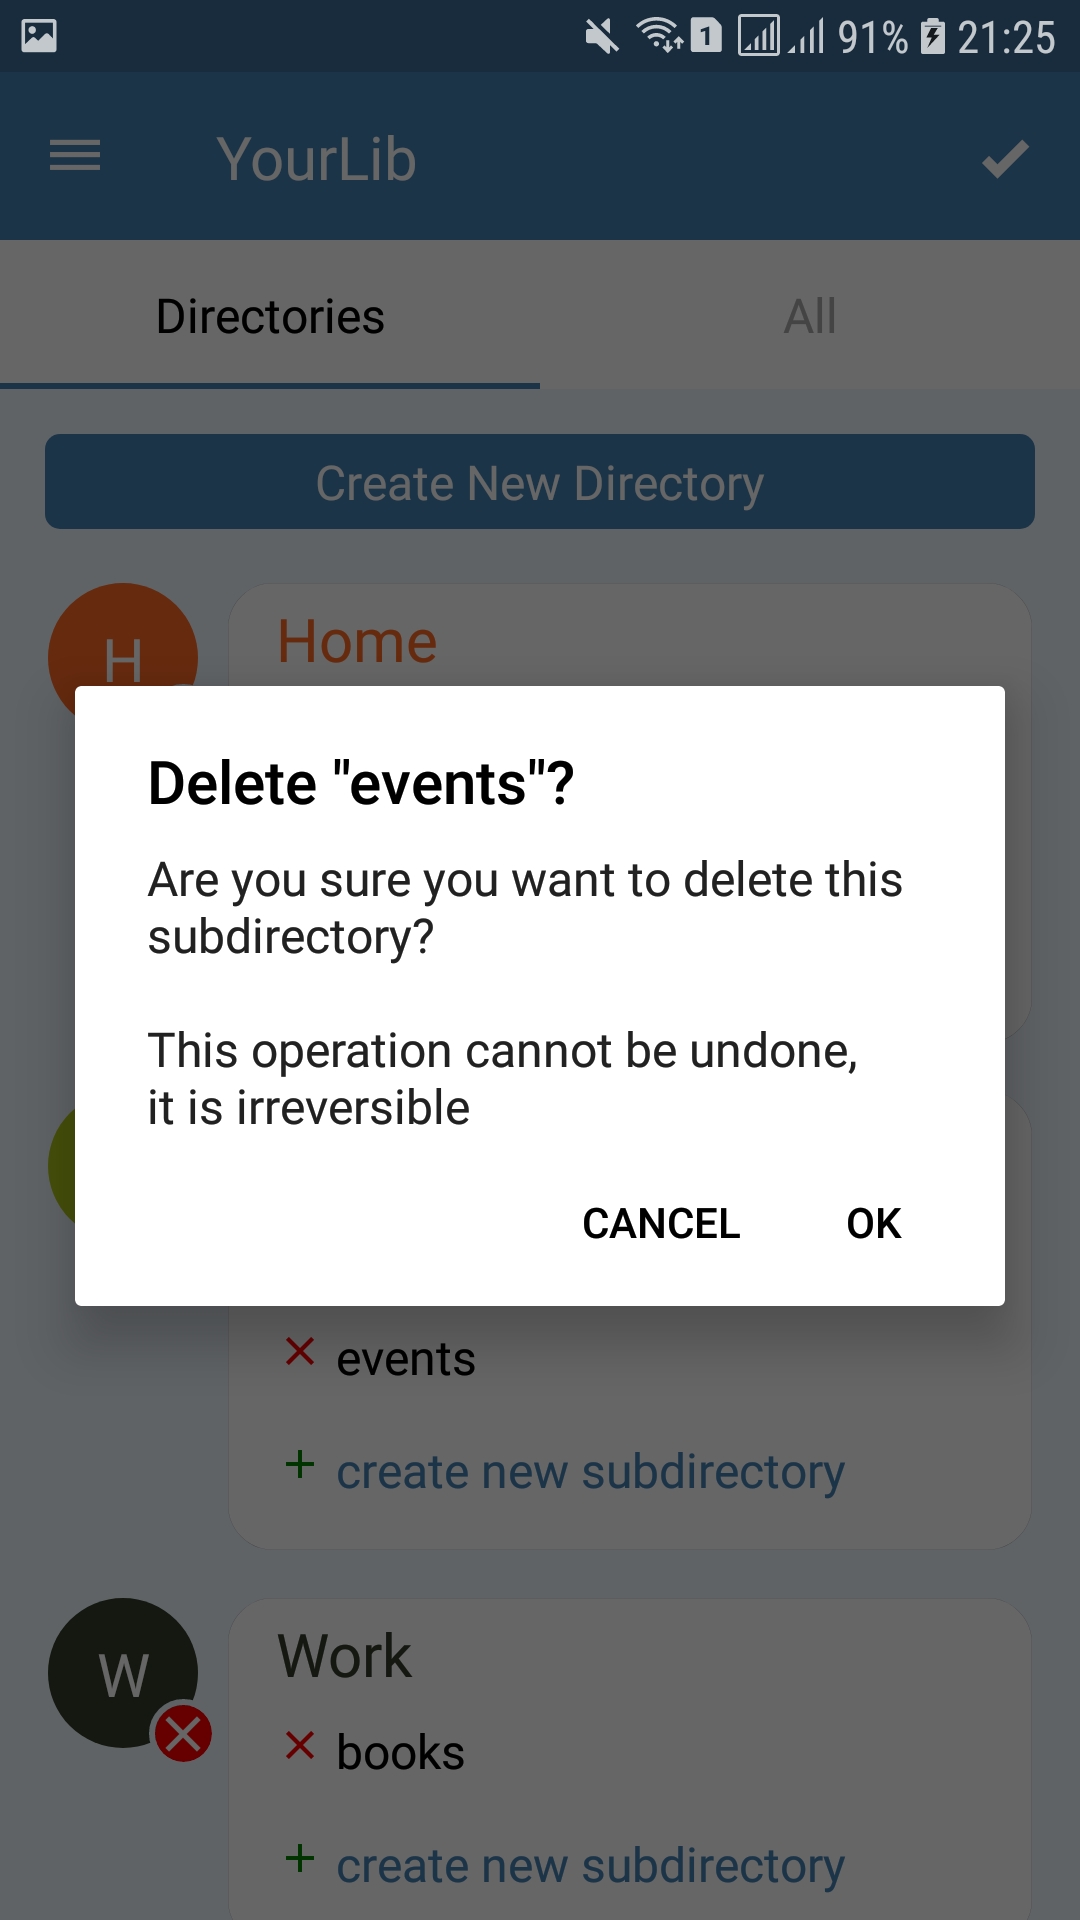 1 91% 21:25
YourLib
Directories All
Create New Directory
H Home
Delete "events"?
Are you sure you want to delete this
subdirectory?
This operation cannot be undone,
it is irreversible
CANCEL OK
events
create new subdirectory
W Work
books
create new subdirectory